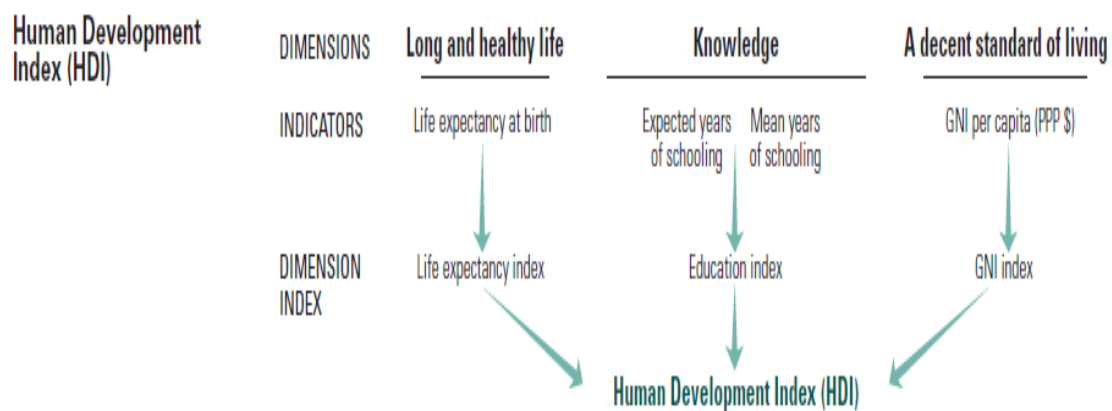 Human Development
Index (HDI)
DIMENSIONS Long and healthy life Knowledge A decent standard of living
INDICATORS Life expectancy at birth Expected years of schooling Mean years of schooling GNI per capita (PPP $)
DIMENSION
INDEX Life expectancy index Education index GNI index
Human Development Index (HDI)